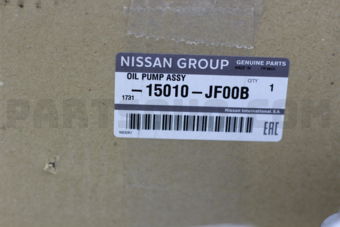 NISSAN GROUP GENUINE PARTS
OIL PUMP ASSY QTY
-15010-JF00B 1
1731
Nissan International. S.A
EAC